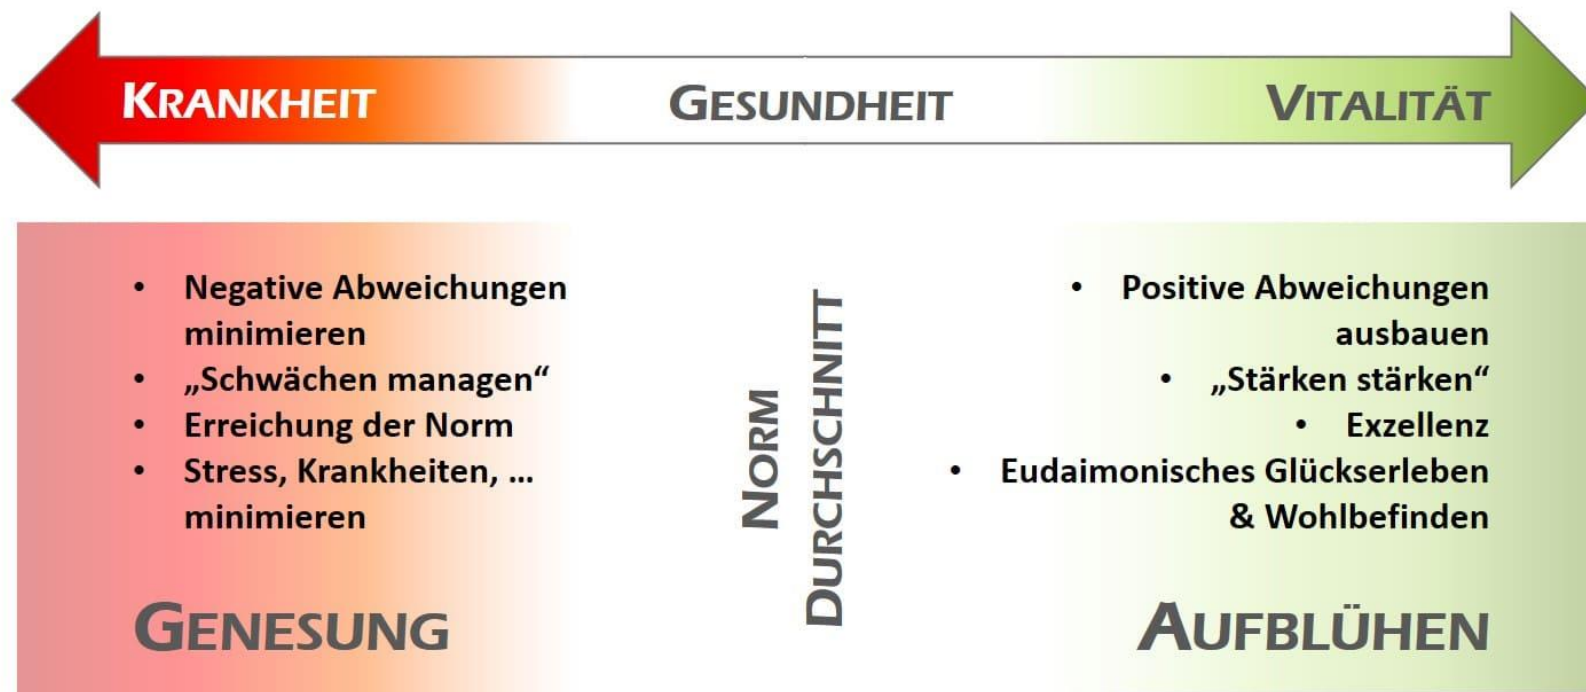 KRANKHEIT
GESUNDHEIT
VITALITÄT
• Negative Abweichungen
minimieren
• „Schwächen managen“
• Erreichung der Norm
• Stress, Krankheiten, ...
minimieren
GENESUNG
NORM
DURCHSCHNITT
• Positive Abweichungen
ausbauen
• „Stärken stärken“
• Exzellenz
• Eudaimonisches Glückserleben
& Wohlbefinden
AUFBLÜHEN